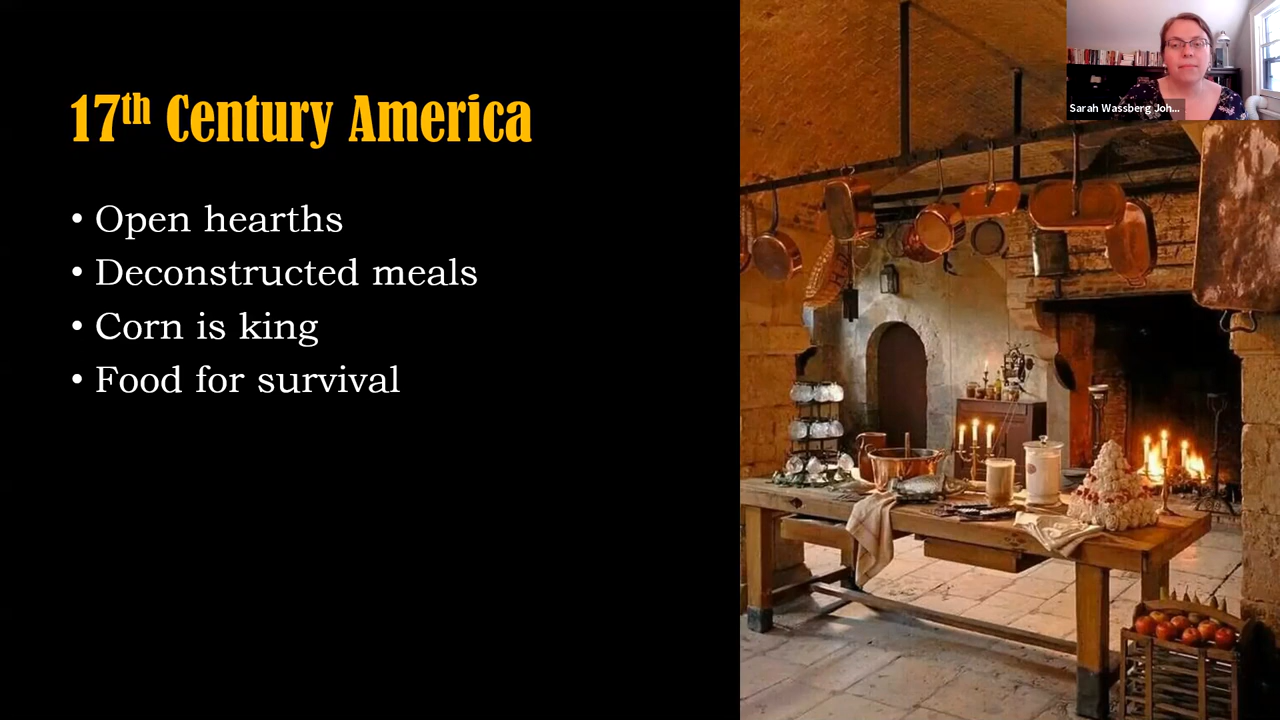 17th Century America
• Open hearths
• Deconstructed meals
• Corn is king
• Food for survival
Sarah Wassberg Joh...